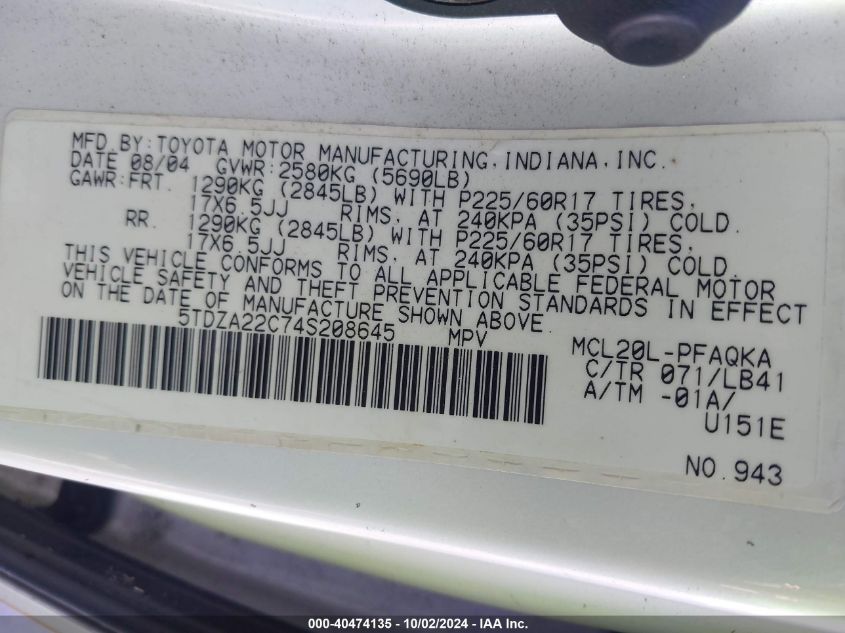 MFD.BY:TOYOTA MOTOR MANUFACTURING,INDIANA,INC.
DATE 08/04 GVWR:2580KG (5690LB)
GAWR:FRT. 1290KG (2845LB) WITH P225/60R17 TIRES,
17X6.5JJ RIMS, AT 240KPA (35PSI) COLD.
RR. 1290KG (2845LB) WITH P225/60R17 TIRES,
17X6.5JJ RIMS, AT 240KPA (35PSI) COLD.
THIS VEHICLE CONFORMS TO ALL APPLICABLE FEDERAL MOTOR
VEHICLE SAFETY AND THEFT PREVENTION STANDARDS IN EFFECT
ON THE DATE OF MANUFACTURE SHOWN ABOVE.
5TDZA22C74S208645 MPV
MCL20L-PFAQKA
C/TR 071/LB41
A/TM -01A/
U151E
NO.943
000-40474135 - 10/02/2024 - IAA Inc.